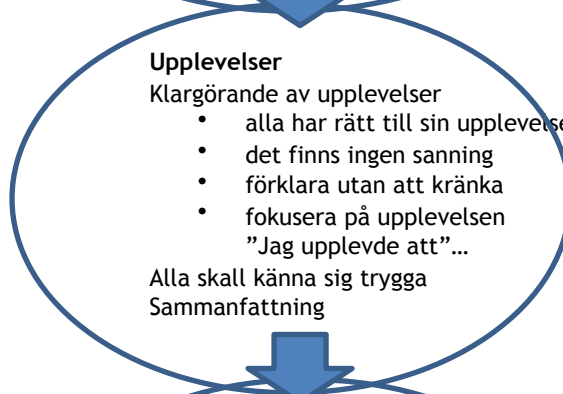 Upplevelser
Klargörande av upplevelser
• alla har rätt till sin upplevelse
• det finns ingen sanning
• förklara utan att kränka
• fokusera på upplevelsen
”Jag upplevde att”…
Alla skall känna sig trygga
Sammanfattning